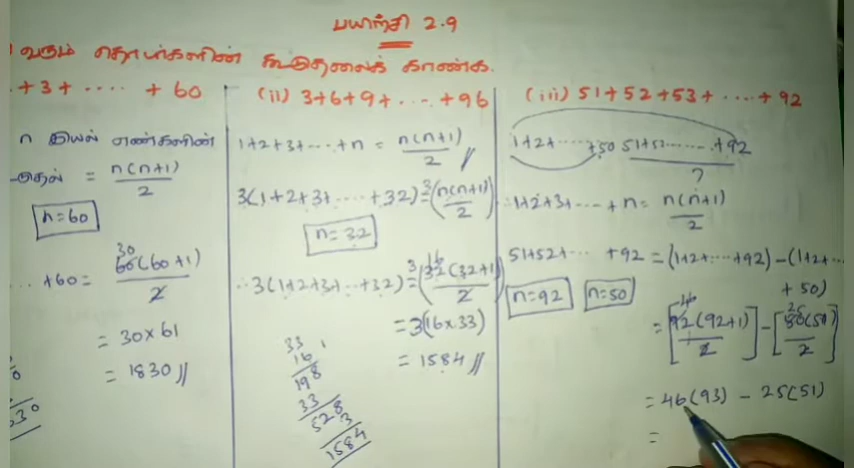 பயிற்சி 2.9
வரும் தொடர்களின் கூடுதலைக் காண்க.
+3+ .... + 60
n இயல் எண்களின்
= n(n+1)/2
n=60
.. +60 = 30 60(60+1)/2
= 30×61
= 1830//
(ii) 3+6+9+ ..... +96
1+2+3+.....+n = n(n+1)/2 //
3(1+2+3+.....+32) = 3(n(n+1)/2)
n=32
∴3(1+2+3+....+32) = 3(16 32(32+1)/2)
= 3(16×33)
= 1584//
33
16
198
33
528
3
1584
(iii) 51+52+53+ .....+92
1+2+.....+50 51+52.......+92
?
∴1+2+3+....+n = n(n+1)/2
51+52+... +92 = (1+2+...+92)-(1+2+..
+ 50)
n=92 n=50
= [46 92(92+1)/2] - [25 50(51)/2]
= 46(93) - 25(51)
=